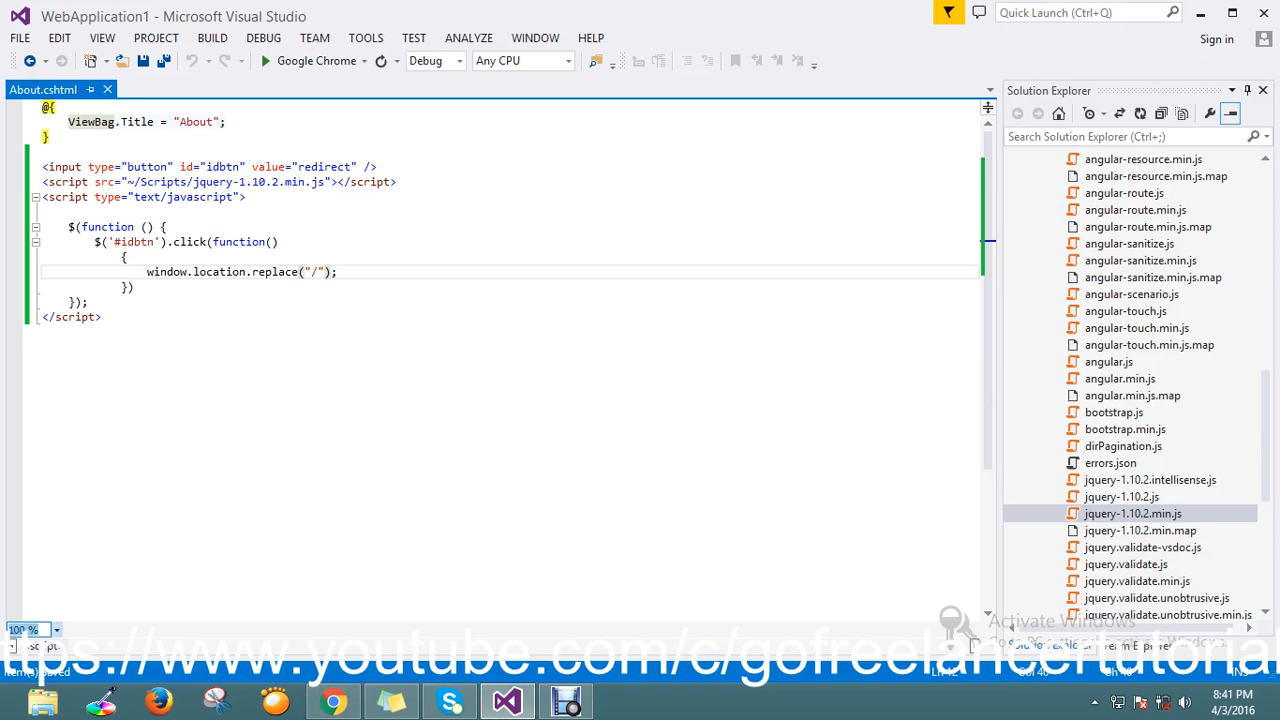 WebApplication1 - Microsoft Visual Studio
Quick Launch (Ctrl+Q)
FILE EDIT VIEW PROJECT BUILD DEBUG TEAM TOOLS TEST ANALYZE WINDOW HELP
Sign in
Google Chrome Debug Any CPU
About.cshtml
@{
ViewBag.Title = "About";
}
<input type="button" id="idbtn" value="redirect" />
<script src="~/Scripts/jquery-1.10.2.min.js"></script>
<script type="text/javascript">
$(function () {
$('#idbtn').click(function()
{
window.location.replace("/");
})
});
</script>
100 %
Solution Explorer
Search Solution Explorer (Ctrl+;)
angular-resource.min.js
angular-resource.min.js.map
angular-route.js
angular-route.min.js
angular-route.min.js.map
angular-sanitize.js
angular-sanitize.min.js
angular-sanitize.min.js.map
angular-scenario.js
angular-touch.js
angular-touch.min.js
angular-touch.min.js.map
angular.js
angular.min.js
angular.min.js.map
bootstrap.js
bootstrap.min.js
dirPagination.js
errors.json
jquery-1.10.2.intellisense.js
jquery-1.10.2.js
jquery-1.10.2.min.js
jquery-1.10.2.min.map
jquery.validate-vsdoc.js
jquery.validate.js
jquery.validate.min.js
jquery.validate.unobtrusive.js
jquery.validate.unobtrusive.min.js
Activate Windows
ttps://www.youtube.com/c/gofreelancertutorial
8:41 PM
4/3/2016